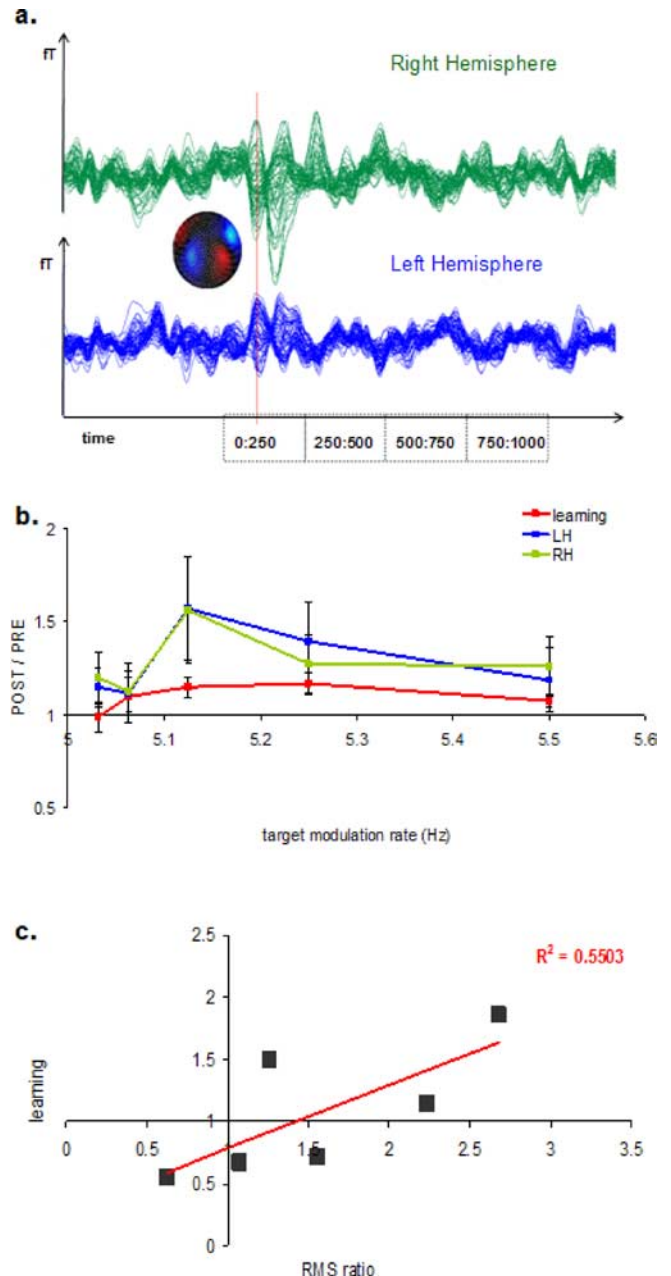 a.
fT
Right Hemisphere
fT
Left Hemisphere
time
0:250 250:500 500:750 750:1000
b.
2
learning
LH
RH
1.5
POST / PRE
1
5 5.1 5.2 5.3 5.4 5.5 5.6
0.5
target modulation rate (Hz)
c.
2.5
R² = 0.5503
2
1.5
learning
1
0 0.5 1 1.5 2 2.5 3 3.5
0.5
0
RMS ratio